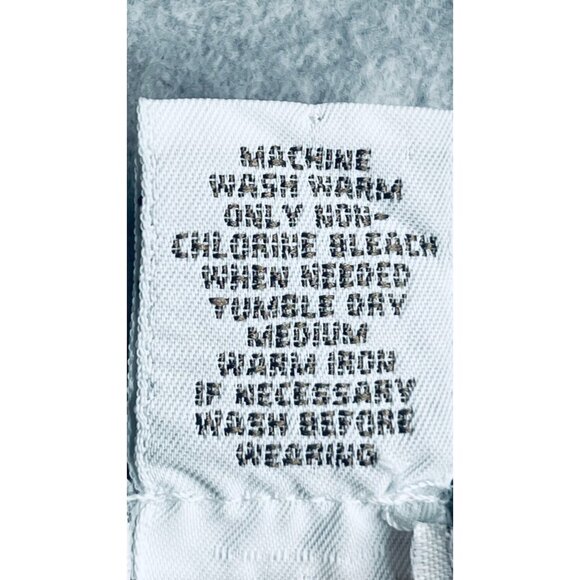 MACHINE
WASH WARM
ONLY NON-
CHLORINE BLEACH
WHEN NEEDED
TUMBLE DRY
MEDIUM
WARM IRON
IF NECESSARY
WASH BEFORE
WEARING